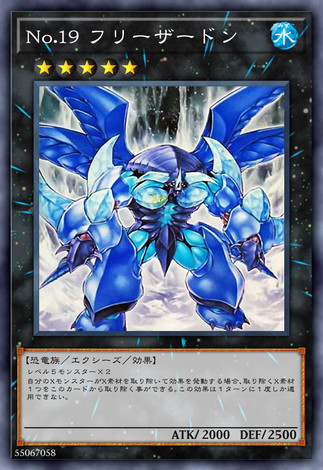 No.19 フリーザードン
水
【恐竜族／エクシーズ／効果】
レベル５モンスター×２
自分のXモンスターがX素材を取り除いて効果を発動する場合、取り除くX素材
１つをこのカードから取り除く事ができる。この効果は１ターンに１度しか適
用できない。
ATK/ 2000 DEF/2500
55067058